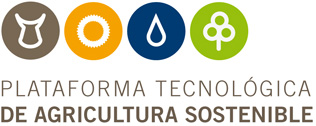 PLATAFORMA TECNOLÓGICA
DE AGRICULTURA SOSTENIBLE